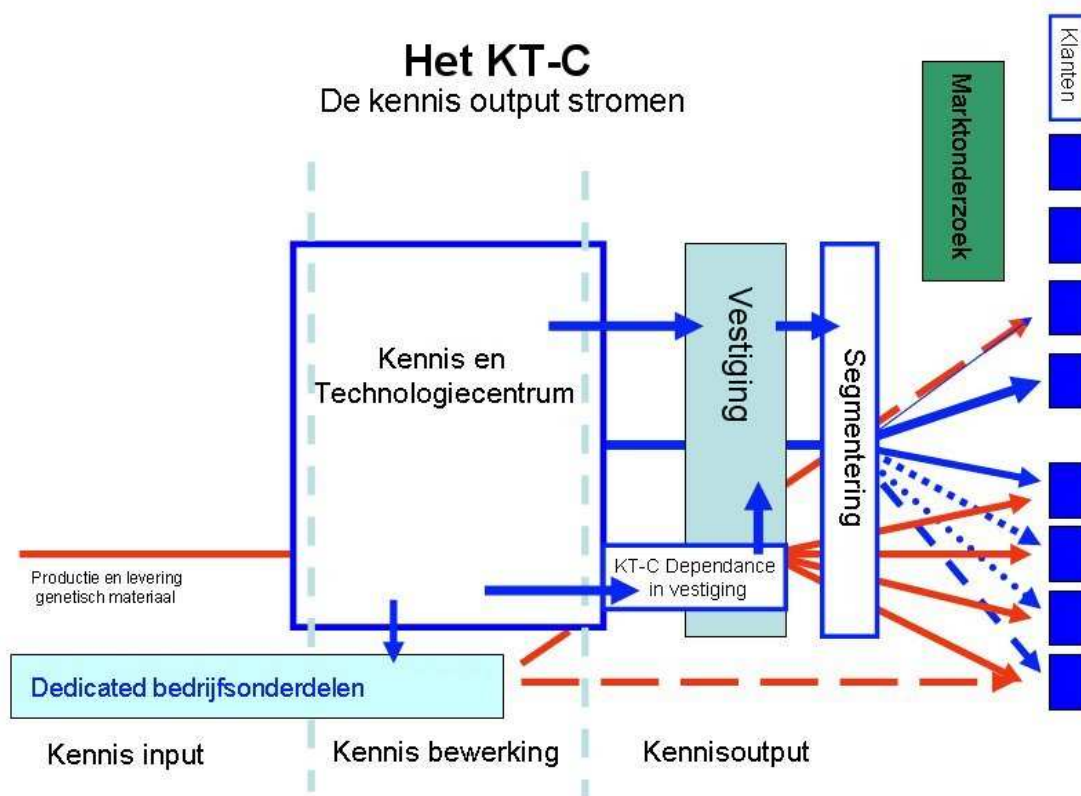 Het KT-C
De kennis output stromen
Klanten
Marktonderzoek
Vestiging
Segmentering
Kennis en
Technologiecentrum
KT-C Dependance
in vestiging
Productie en levering
genetisch materiaal
Dedicated bedrijfsonderdelen
Kennis input
Kennis bewerking
Kennisoutput